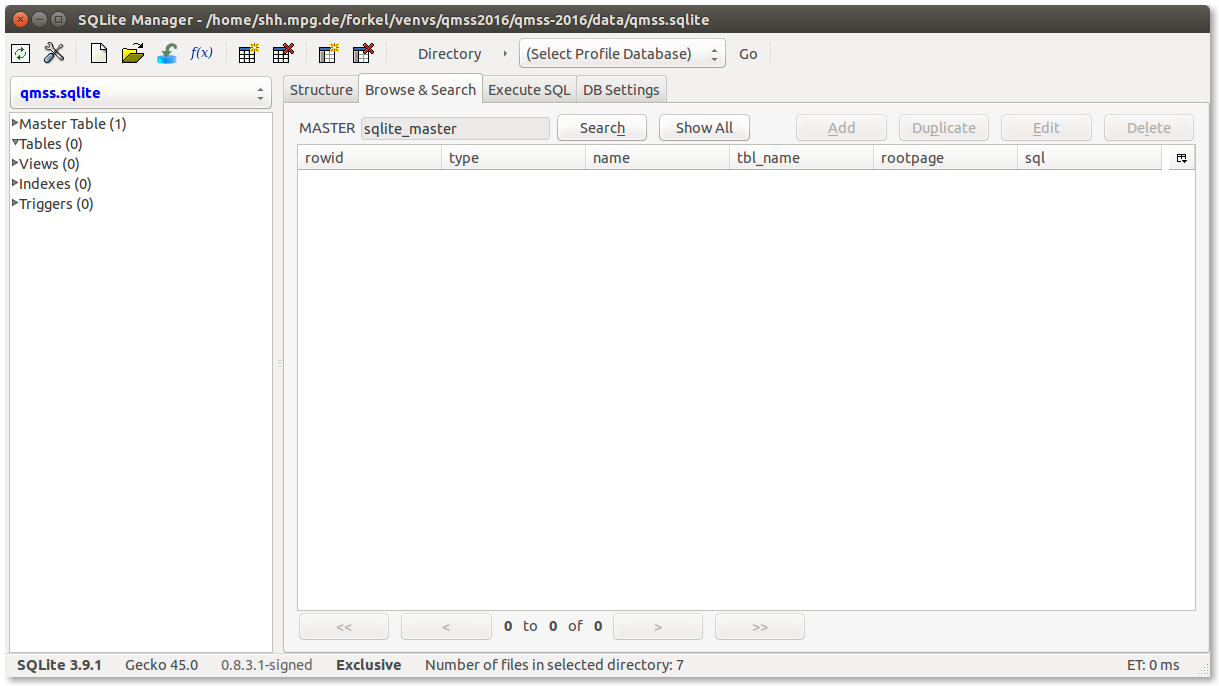 SQLite Manager - /home/shh.mpg.de/forkel/venvs/qmss2016/qmss-2016/data/qmss.sqlite
f(x) Directory (Select Profile Database) Go
qmss.sqlite
Structure Browse & Search Execute SQL DB Settings
Master Table (1)
Tables (0)
Views (0)
Indexes (0)
Triggers (0)
MASTER sqlite_master Search Show All Add Duplicate Edit Delete
rowid type name tbl_name rootpage sql
<< < 0 to 0 of 0 > >>
SQLite 3.9.1 Gecko 45.0 0.8.3.1-signed Exclusive Number of files in selected directory: 7 ET: 0 ms